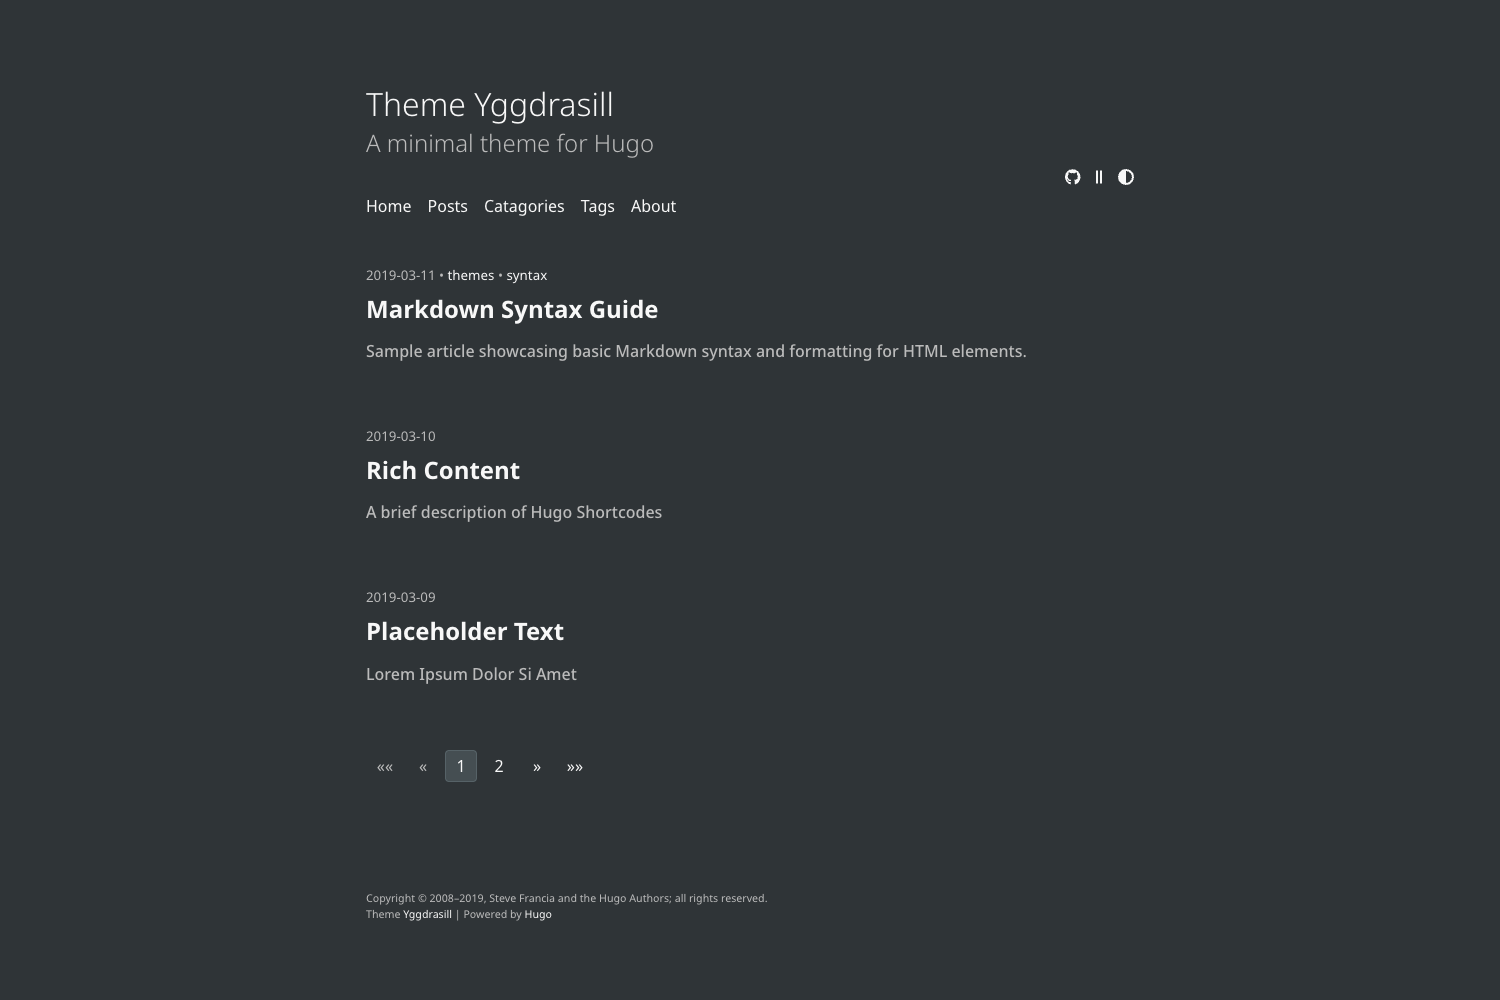 Theme Yggdrasill
A minimal theme for Hugo
Home Posts Catagories Tags About
2019-03-11 • themes • syntax
Markdown Syntax Guide
Sample article showcasing basic Markdown syntax and formatting for HTML elements.
2019-03-10
Rich Content
A brief description of Hugo Shortcodes
2019-03-09
Placeholder Text
Lorem Ipsum Dolor Si Amet
«« « 1 2 » »»
Copyright © 2008–2019, Steve Francia and the Hugo Authors; all rights reserved.
Theme Yggdrasill | Powered by Hugo